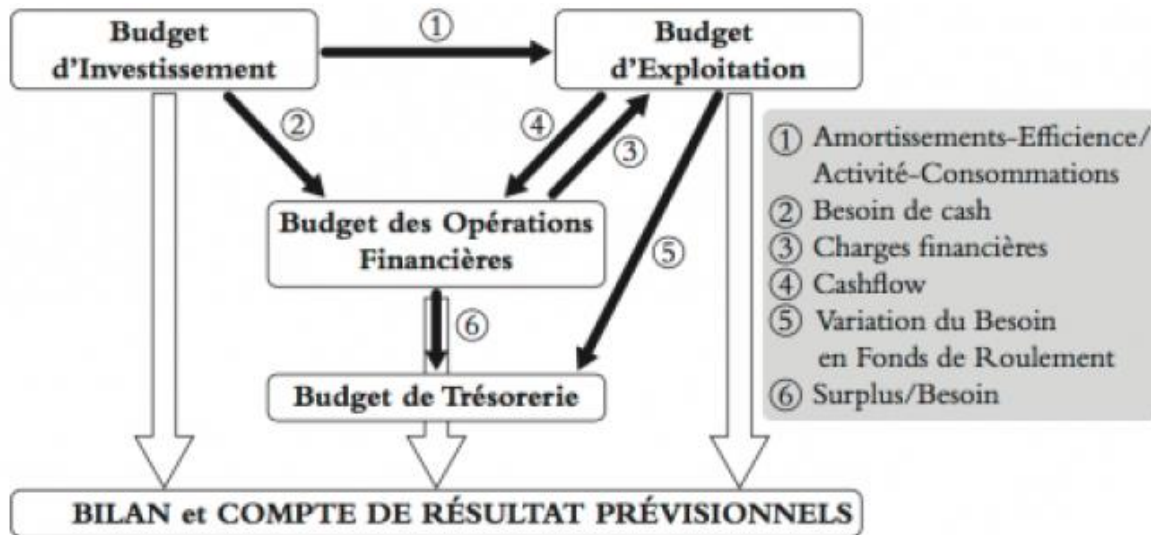 Budget
d'Investissement
①
Budget
d'Exploitation
②
④
③
Budget des Opérations
Financières
⑤
⑥
Budget de Trésorerie
BILAN et COMPTE DE RÉSULTAT PRÉVISIONNELS
① Amortissements-Efficience/
Activité-Consommations
② Besoin de cash
③ Charges financières
④ Cashflow
⑤ Variation du Besoin
en Fonds de Roulement
⑥ Surplus/Besoin